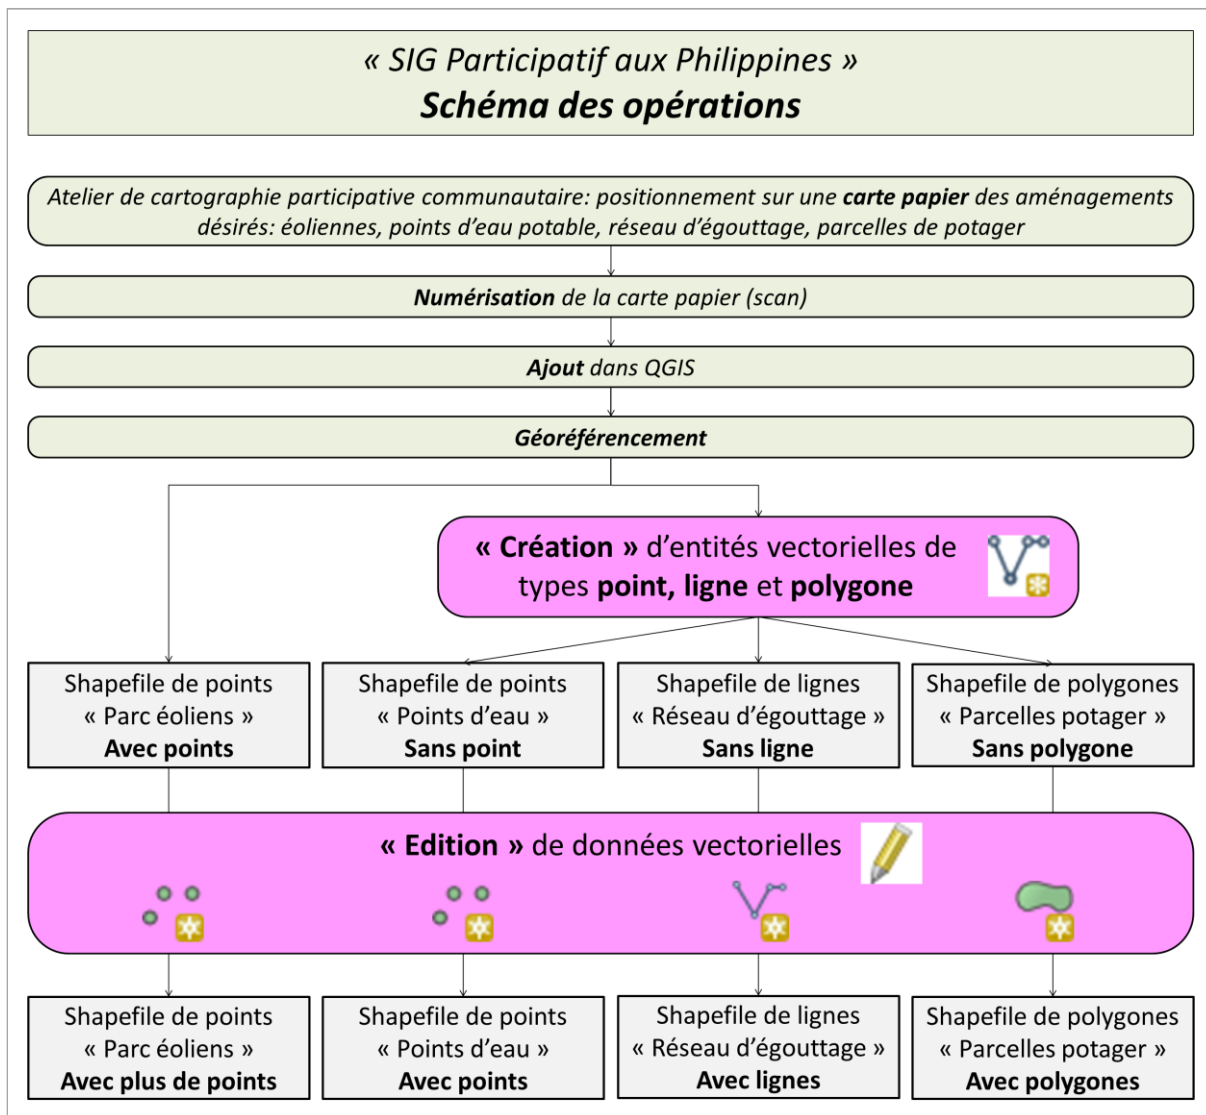 « SIG Participatif aux Philippines »
Schéma des opérations
Atelier de cartographie participative communautaire: positionnement sur une carte papier des aménagements
désirés: éoliennes, points d’eau potable, réseau d’égouttage, parcelles de potager
Numérisation de la carte papier (scan)
Ajout dans QGIS
Géoréférencement
« Création » d’entités vectorielles de
types point, ligne et polygone
Shapefile de points
« Parc éoliens »
Avec points
Shapefile de points
« Points d’eau »
Sans point
Shapefile de lignes
« Réseau d’égouttage »
Sans ligne
Shapefile de polygones
« Parcelles potager »
Sans polygone
« Edition » de données vectorielles
Shapefile de points
« Parc éoliens »
Avec plus de points
Shapefile de points
« Points d’eau »
Avec points
Shapefile de lignes
« Réseau d’égouttage »
Avec lignes
Shapefile de polygones
« Parcelles potager »
Avec polygones